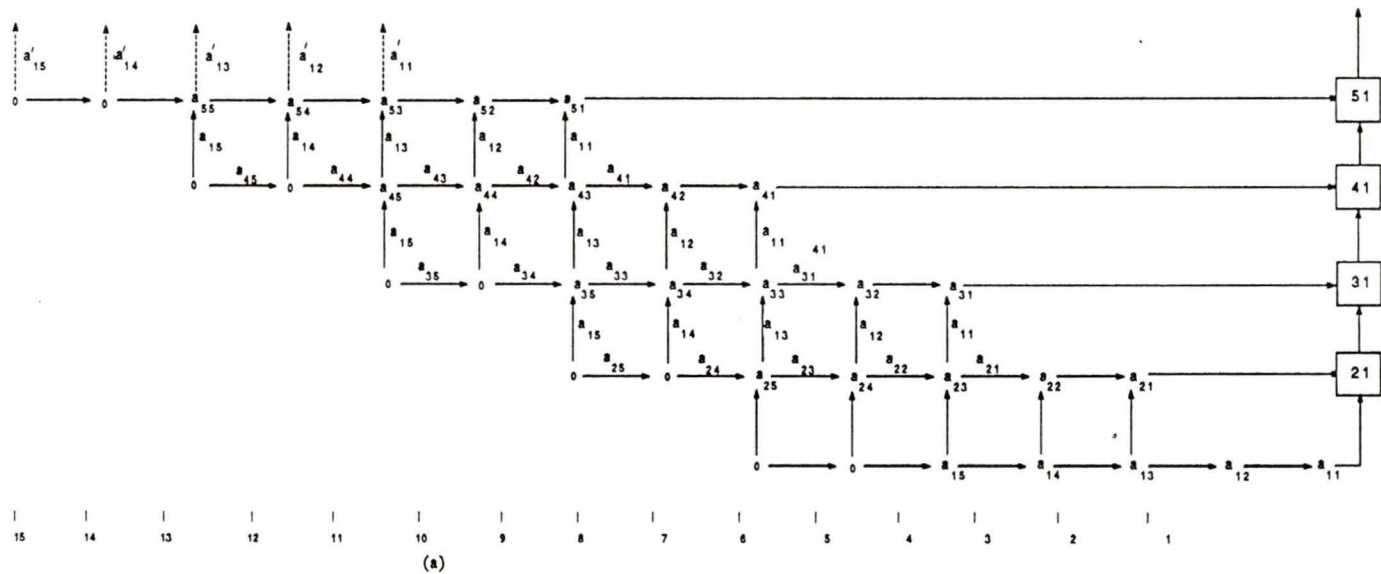 a'15 a'14 a'13 a'12 a'11
0 0 a55 a54 a53 a52 a51 51
a15 a14 a13 a12 a11
a45 a44 a43 a42 a41
0 0 a45 a44 a43 a42 a41 41
a15 a14 a13 a12 a11
41
a35 a34 a33 a32 a31
0 0 a35 a34 a33 a32 a31 31
a15 a14 a13 a12 a11
a25 a24 a23 a22 a21
0 0 a25 a24 a23 a22 a21 21
0 0 a15 a14 a13 a12 a11
15 14 13 12 11 10 9 8 7 6 5 4 3 2 1
(a)